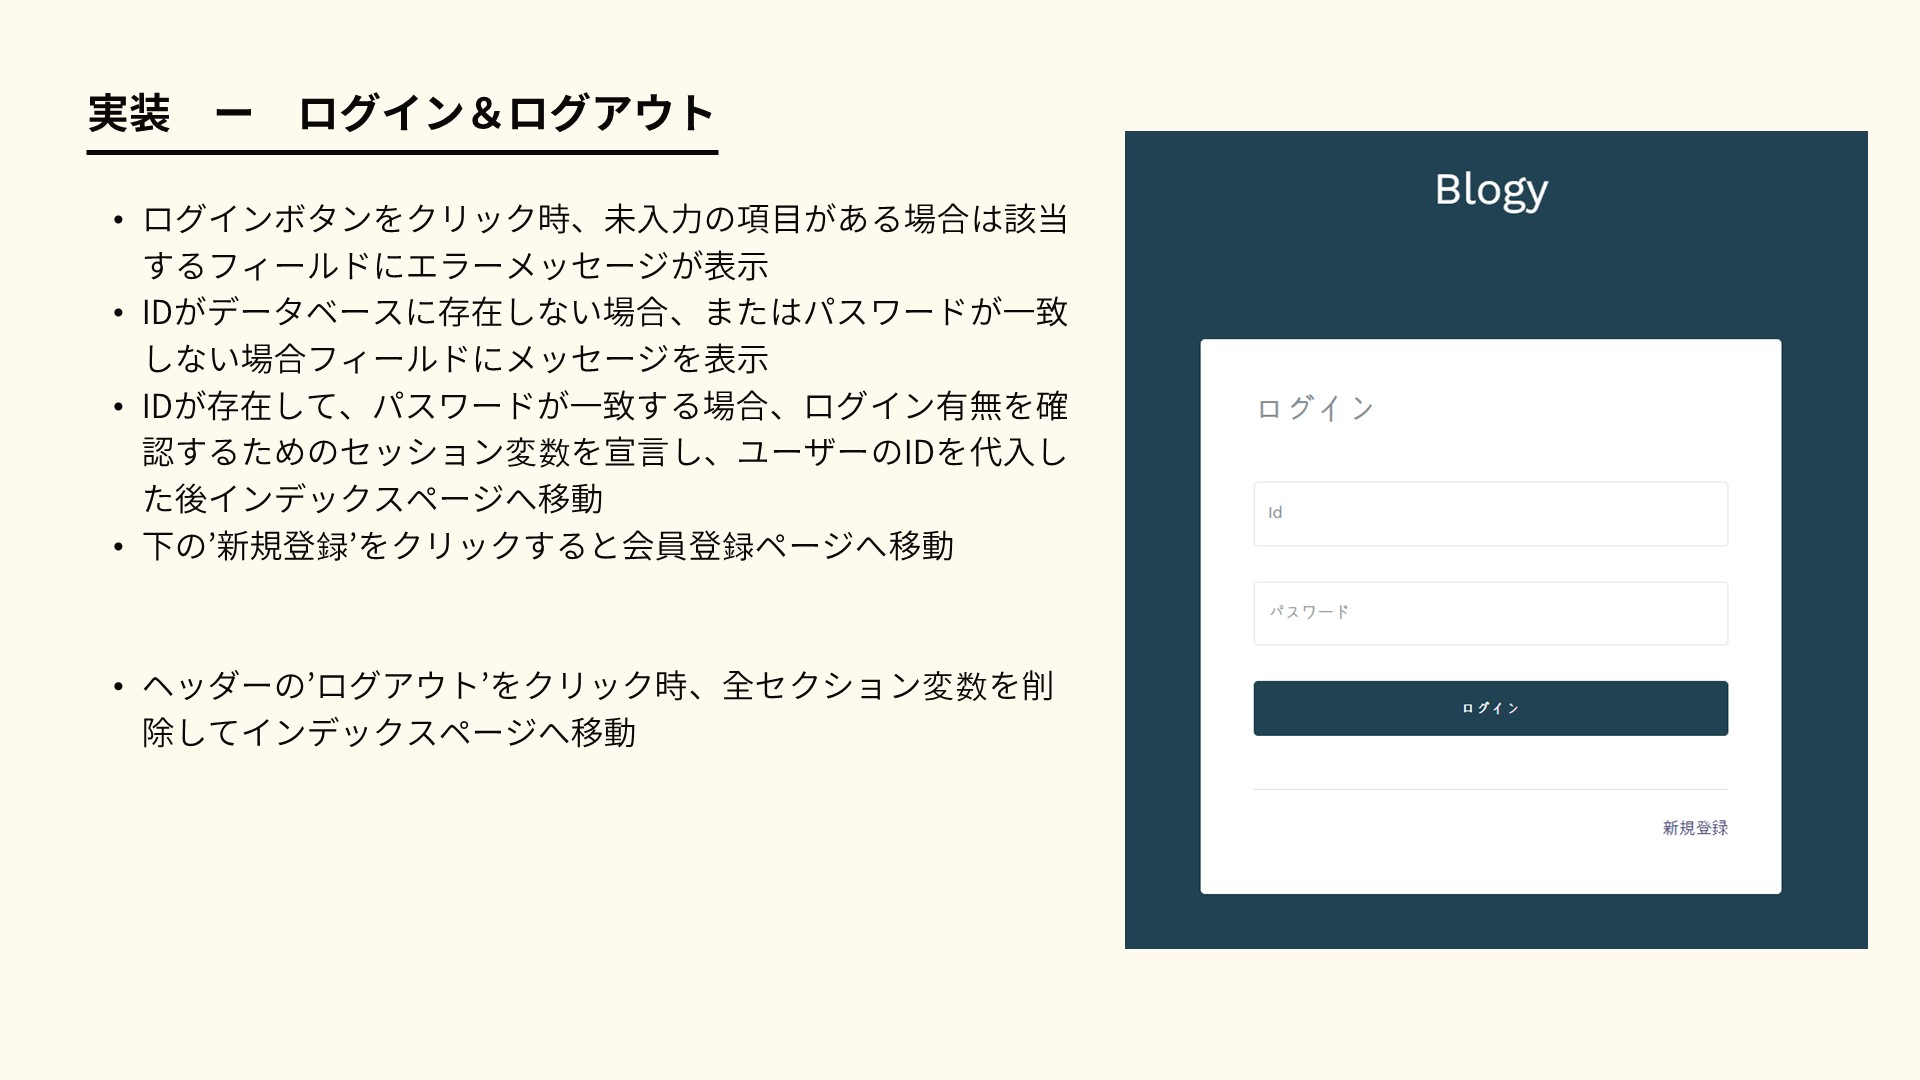 実装　ー　ログイン＆ログアウト
• ログインボタンをクリック時、未入力の項目がある場合は該当
するフィールドにエラーメッセージが表示
• IDがデータベースに存在しない場合、またはパスワードが一致
しない場合フィールドにメッセージを表示
• IDが存在して、パスワードが一致する場合、ログイン有無を確
認するためのセッション変数を宣言し、ユーザーのIDを代入し
た後インデックスページへ移動
• 下の’新規登録’をクリックすると会員登録ページへ移動
• ヘッダーの’ログアウト’をクリック時、全セクション変数を削
除してインデックスページへ移動
Blogy
ログイン
Id
パスワード
ログイン
新規登録